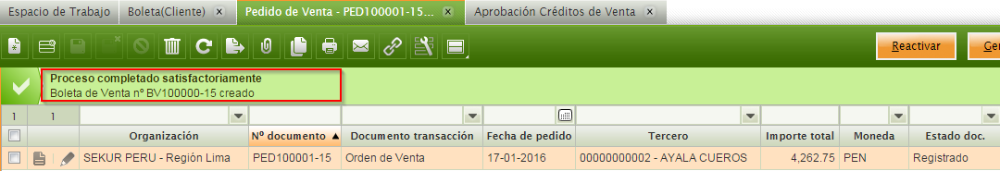 Espacio de Trabajo Boleta(Cliente) Pedido de Venta - PED100001-15... Aprobación Créditos de Venta
Reactivar
Proceso completado satisfactoriamente
Boleta de Venta nº BV100000-15 creado
1 1
Organización Nº documento Documento transacción Fecha de pedido Tercero Importe total Moneda Estado doc.
SEKUR PERU - Región Lima PED100001-15 Orden de Venta 17-01-2016 00000000002 - AYALA CUEROS 4,262.75 PEN Registrado